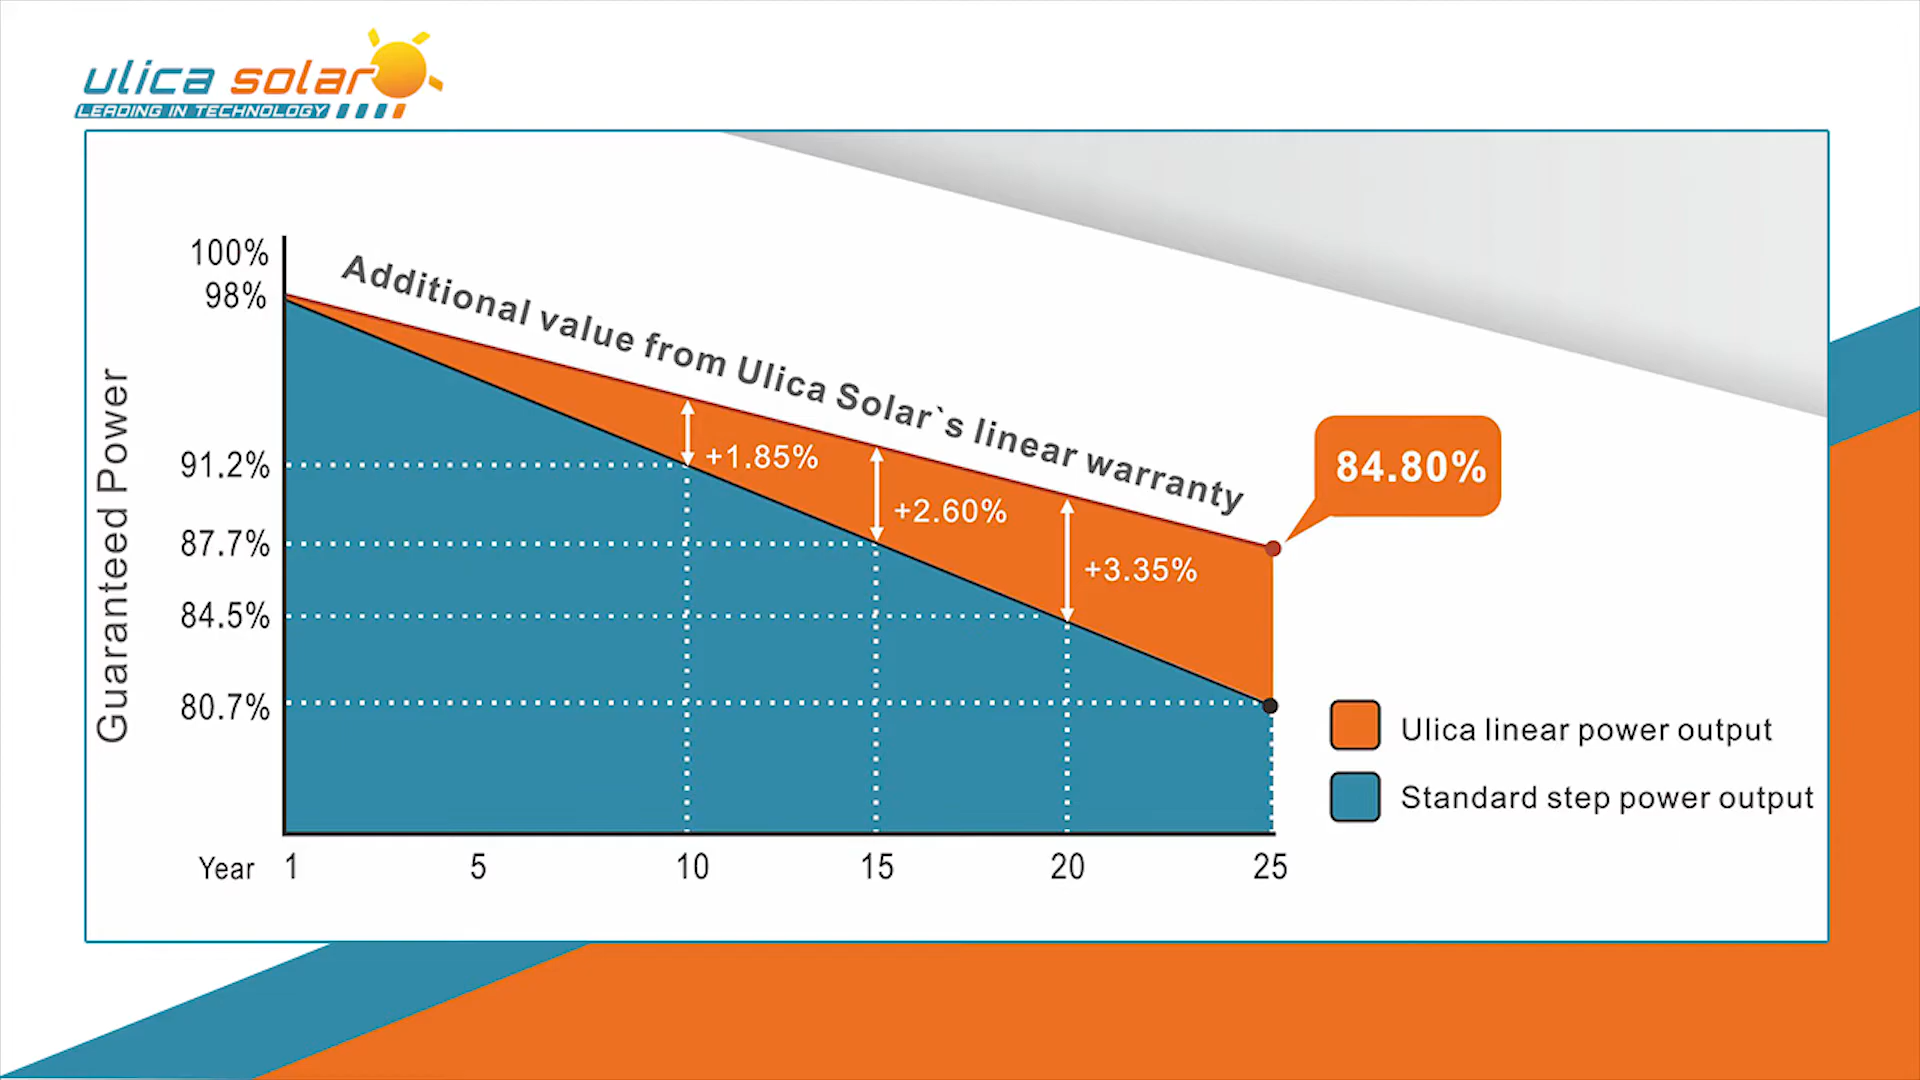 ulica solar
LEADING IN TECHNOLOGY
Additional value from Ulica Solar`s linear warranty
Guaranteed Power
100%
98%
91.2%
87.7%
84.5%
80.7%
+1.85%
+2.60%
+3.35%
84.80%
Ulica linear power output
Standard step power output
Year 1 5 10 15 20 25